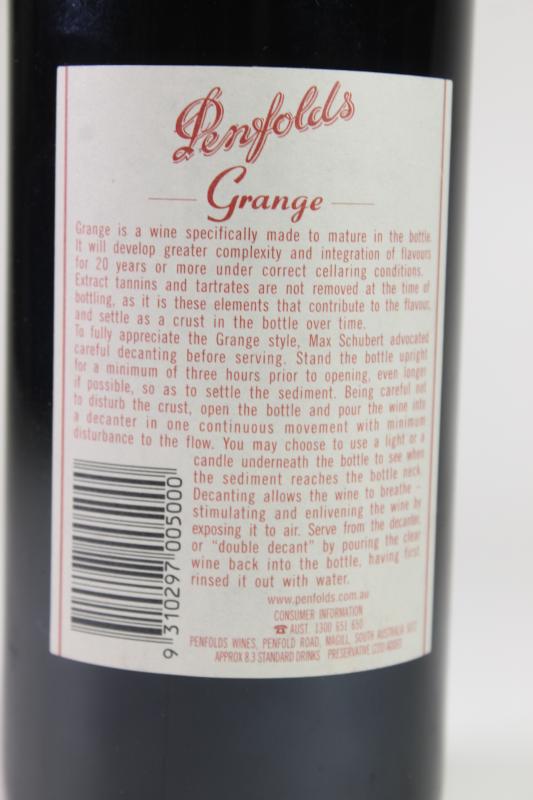 Penfolds
Grange
Grange is a wine specifically made to mature in the bottle.
It will develop greater complexity and integration of flavours
for 20 years or more under correct cellaring conditions.
Extract tannins and tartrates are not removed at the time of
bottling, as it is these elements that contribute to the flavour,
and settle as a crust in the bottle over time.
To fully appreciate the Grange style, Max Schubert advocated
careful decanting before serving. Stand the bottle upright
for a minimum of three hours prior to opening, even longer
if possible, so as to settle the sediment. Being careful not
to disturb the crust, open the bottle and pour the wine into
a decanter in one continuous movement with minimum
disturbance to the flow. You may choose to use a light or a
candle underneath the bottle to see when
the sediment reaches the bottle neck.
Decanting allows the wine to breathe –
stimulating and enlivening the wine by
exposing it to air. Serve from the decanter,
or "double decant" by pouring the clear
wine back into the bottle, having first
rinsed it out with water.
9 310297 005000
www.penfolds.com.au
CONSUMER INFORMATION
☎ AUST. 1300 651 650
PENFOLDS WINES, PENFOLD ROAD, MAGILL, SOUTH AUSTRALIA
APPROX 8.3 STANDARD DRINKS PRESERVATIVE (220) ADDED